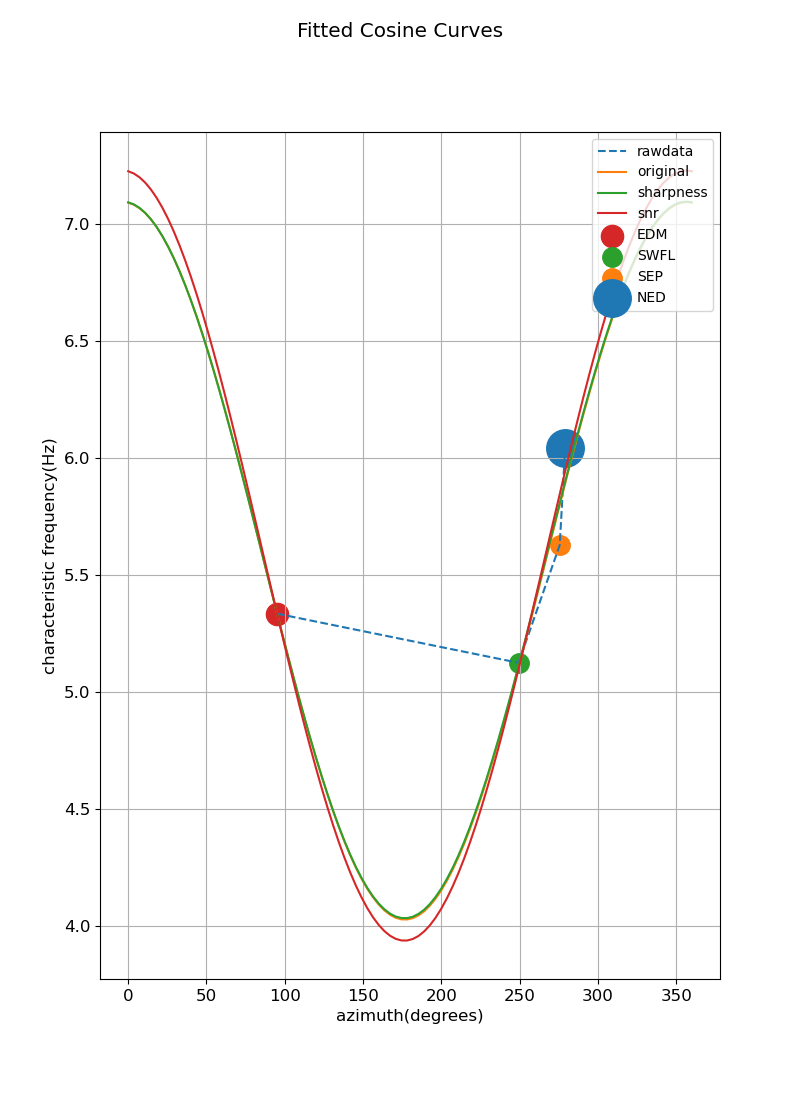 Fitted Cosine Curves
rawdata
original
sharpness
snr
EDM
SWFL
SEP
NED
7.0
6.5
6.0
5.5
5.0
4.5
4.0
characteristic frequency(Hz)
0 50 100 150 200 250 300 350
azimuth(degrees)